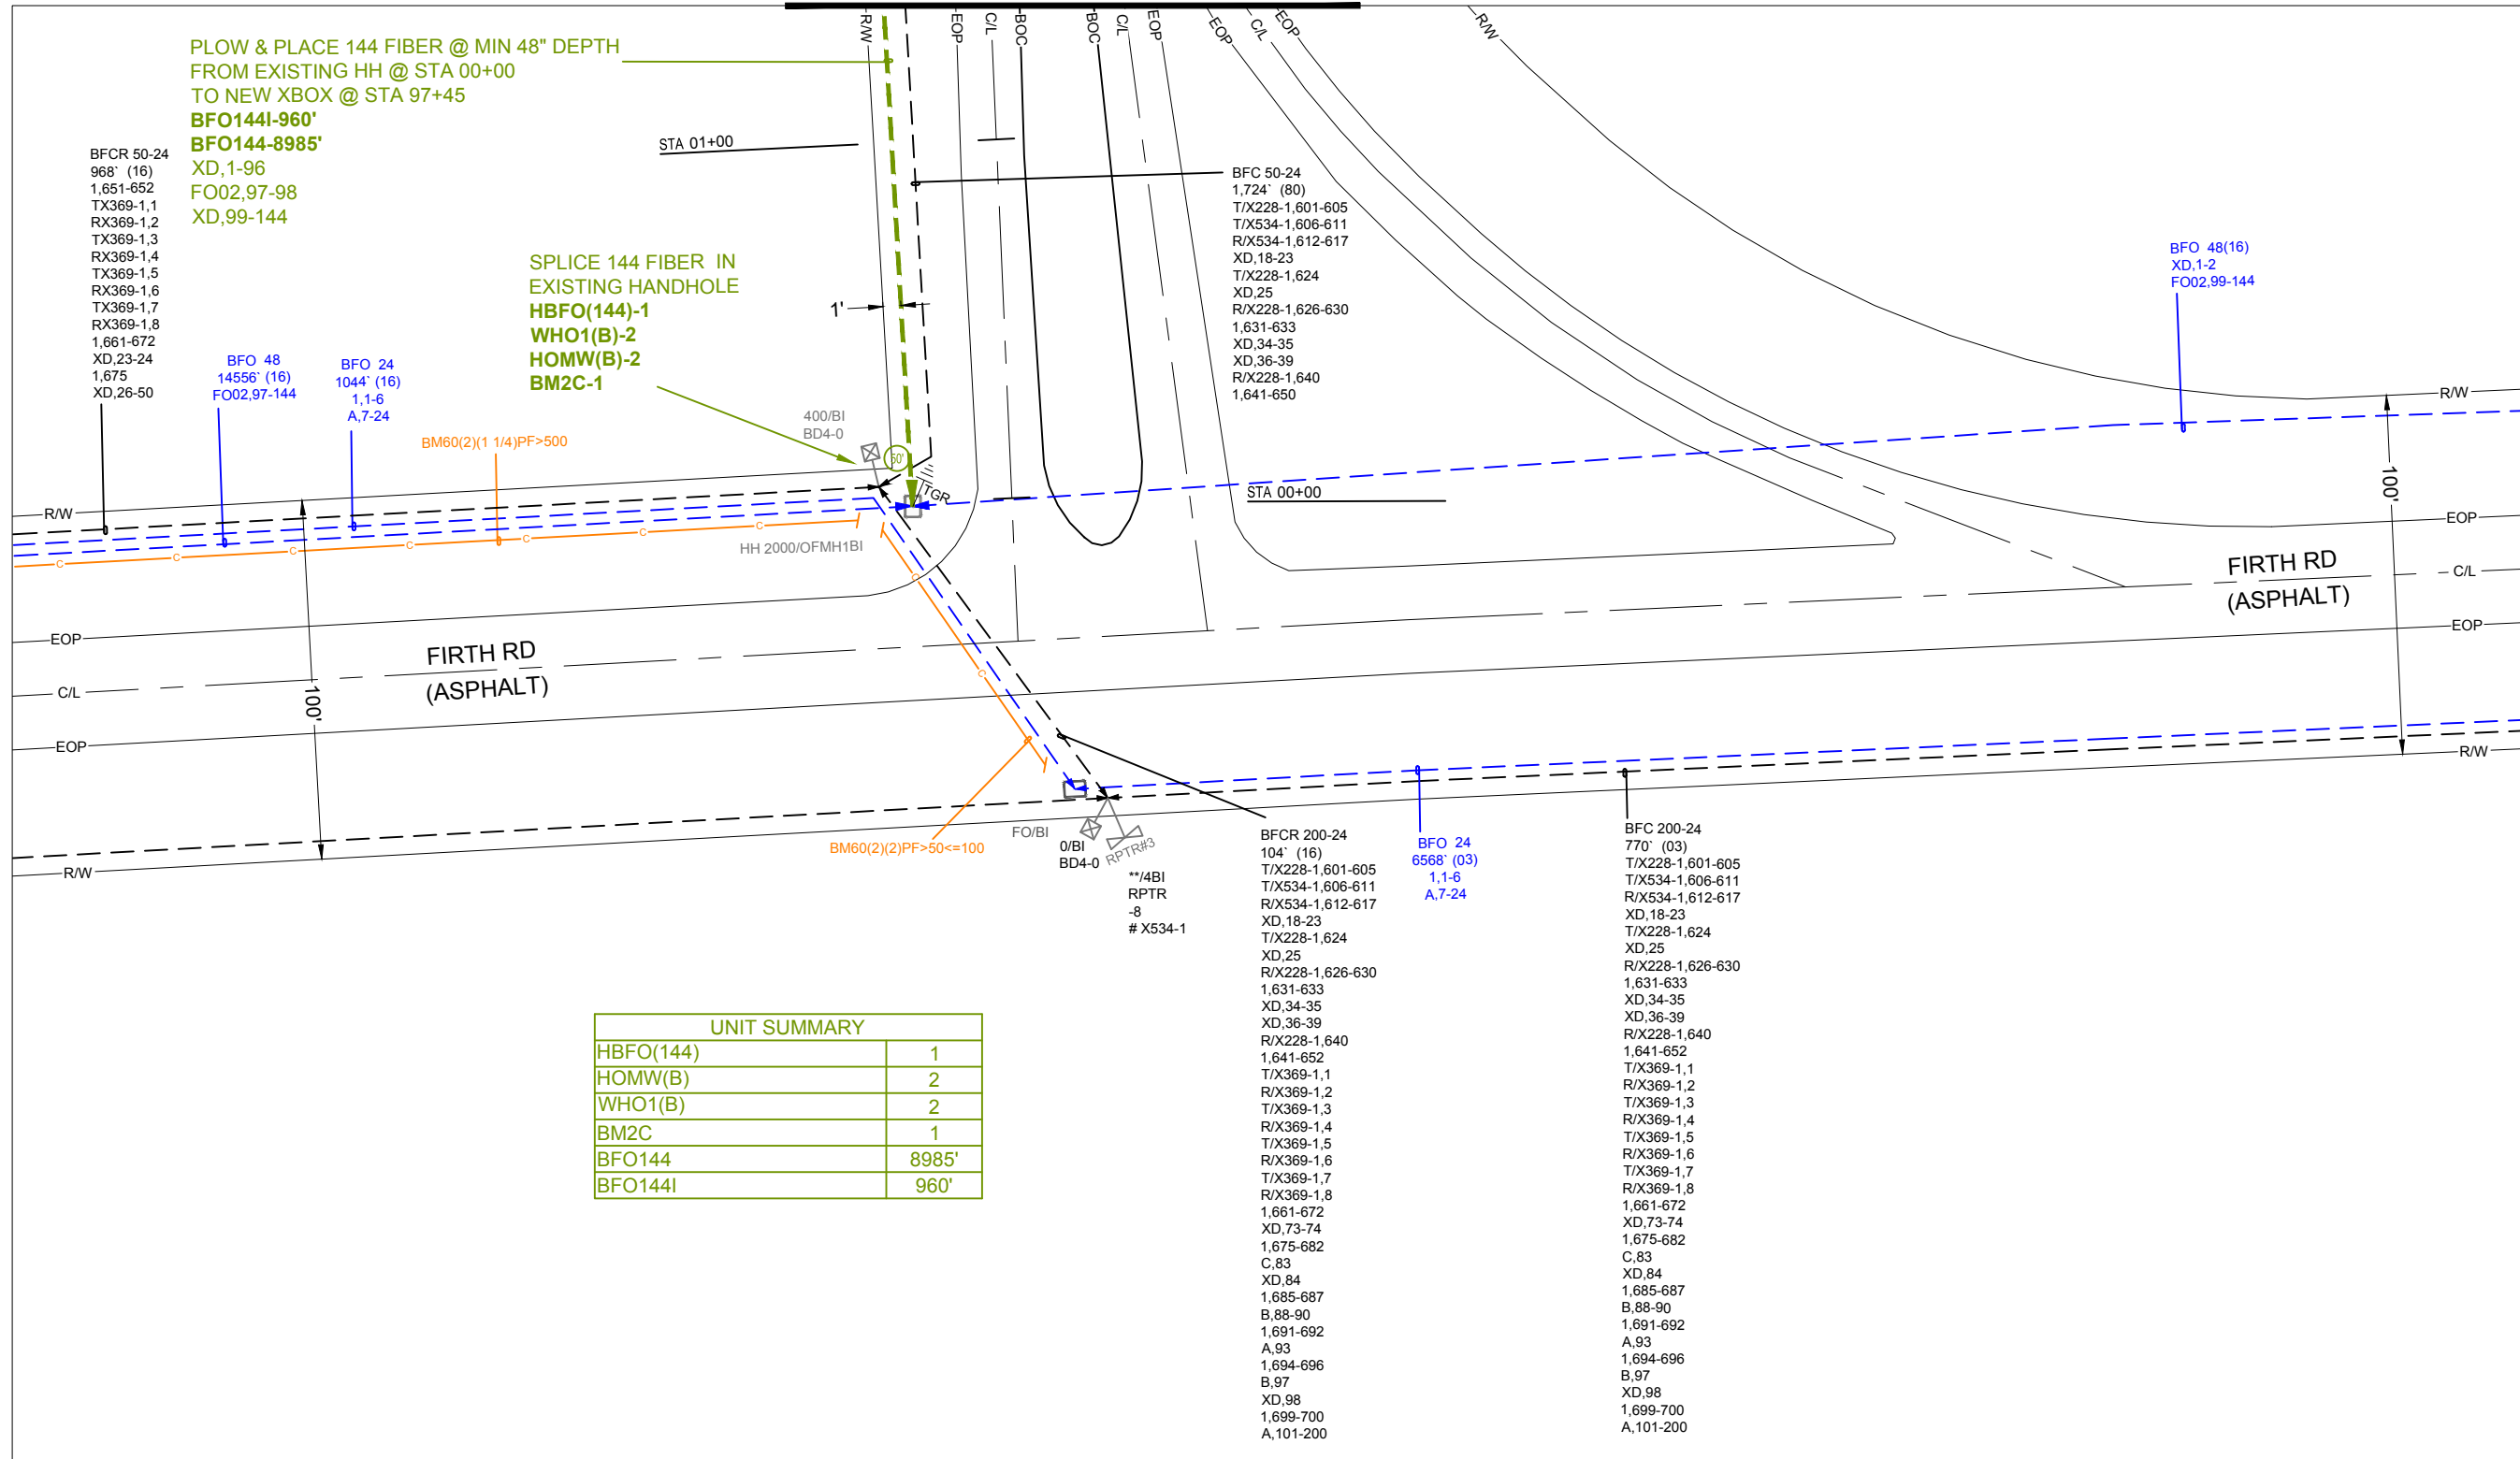 R/W
EOP
C/L
BOC
BOC
C/L
EOP
EOP
C/L
EOP
R/W
PLOW & PLACE 144 FIBER @ MIN 48" DEPTH
FROM EXISTING HH @ STA 00+00
TO NEW XBOX @ STA 97+45
BFO144I-960'
BFO144-8985'
XD,1-96
FO02,97-98
XD,99-144
BFCR 50-24
968` (16)
1,651-652
TX369-1,1
RX369-1,2
TX369-1,3
RX369-1,4
TX369-1,5
RX369-1,6
TX369-1,7
RX369-1,8
1,661-672
XD,23-24
1,675
XD,26-50
STA 01+00
BFC 50-24
1,724` (80)
T/X228-1,601-605
T/X534-1,606-611
R/X534-1,612-617
XD,18-23
T/X228-1,624
XD,25
R/X228-1,626-630
1,631-633
XD,34-35
XD,36-39
R/X228-1,640
1,641-650
SPLICE 144 FIBER IN
EXISTING HANDHOLE
HBFO(144)-1
WHO1(B)-2
HOMW(B)-2
BM2C-1
1'
BFO 48(16)
XD,1-2
FO02,99-144
BFO 48
14556` (16)
FO02,97-144
BFO 24
1044` (16)
1,1-6
A,7-24
BM60(2)(1 1/4)PF>500
400/BI
BD4-0
50'
TGR
STA 00+00
R/W
100'
R/W
HH 2000/OFMH1BI
C
C
C
C
C
C
C
C
C
EOP
FIRTH RD
(ASPHALT)
C/L
EOP
EOP
FIRTH RD
(ASPHALT)
C/L
100'
EOP
R/W
R/W
BM60(2)(2)PF>50<=100
FO/BI
0/BI
BD4-0
RPTR#3
**/4BI
RPTR
-8
# X534-1
BFCR 200-24
104` (16)
T/X228-1,601-605
T/X534-1,606-611
R/X534-1,612-617
XD,18-23
T/X228-1,624
XD,25
R/X228-1,626-630
1,631-633
XD,34-35
XD,36-39
R/X228-1,640
1,641-652
T/X369-1,1
R/X369-1,2
T/X369-1,3
R/X369-1,4
T/X369-1,5
R/X369-1,6
T/X369-1,7
R/X369-1,8
1,661-672
XD,73-74
1,675-682
C,83
XD,84
1,685-687
B,88-90
1,691-692
A,93
1,694-696
B,97
XD,98
1,699-700
A,101-200
BFO 24
6568` (03)
1,1-6
A,7-24
BFC 200-24
770` (03)
T/X228-1,601-605
T/X534-1,606-611
R/X534-1,612-617
XD,18-23
T/X228-1,624
XD,25
R/X228-1,626-630
1,631-633
XD,34-35
XD,36-39
R/X228-1,640
1,641-652
T/X369-1,1
R/X369-1,2
T/X369-1,3
R/X369-1,4
T/X369-1,5
R/X369-1,6
T/X369-1,7
R/X369-1,8
1,661-672
XD,73-74
1,675-682
C,83
XD,84
1,685-687
B,88-90
1,691-692
A,93
1,694-696
B,97
XD,98
1,699-700
A,101-200
UNIT SUMMARY
HBFO(144) 1
HOMW(B) 2
WHO1(B) 2
BM2C 1
BFO144 8985'
BFO144I 960'